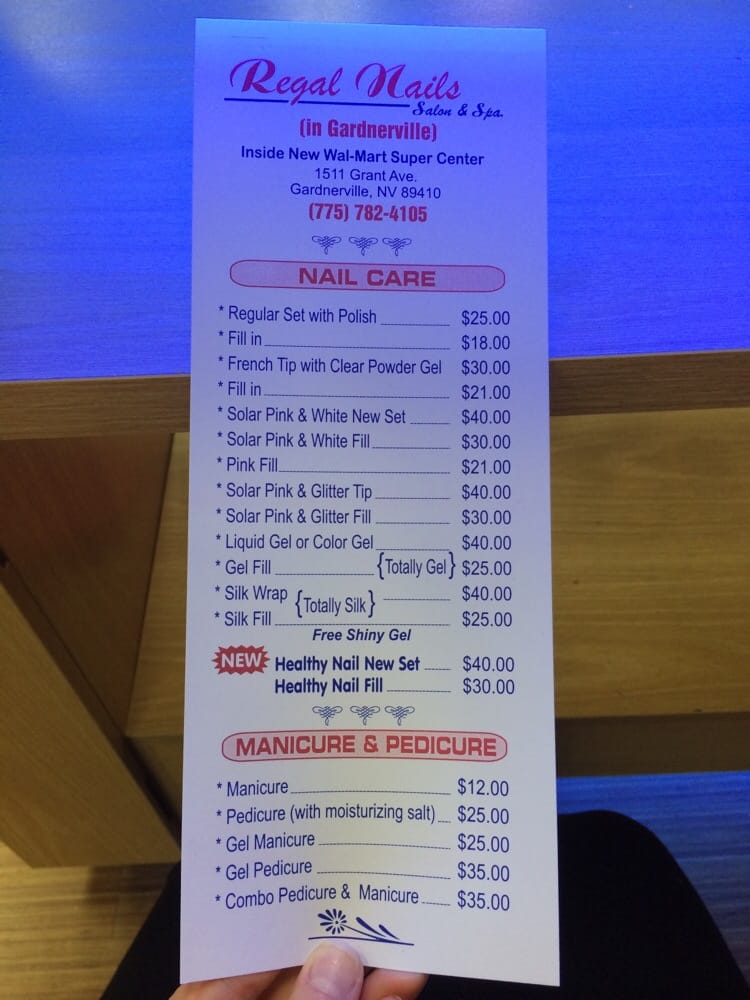 Regal Nails
Salon & Spa.
(in Gardnerville)
Inside New Wal-Mart Super Center
1511 Grant Ave.
Gardnerville, NV 89410
(775) 782-4105
NAIL CARE
* Regular Set with Polish $25.00
* Fill in $18.00
* French Tip with Clear Powder Gel $30.00
* Fill in $21.00
* Solar Pink & White New Set $40.00
* Solar Pink & White Fill $30.00
* Pink Fill $21.00
* Solar Pink & Glitter Tip $40.00
* Solar Pink & Glitter Fill $30.00
* Liquid Gel or Color Gel $40.00
* Gel Fill {Totally Gel} $25.00
* Silk Wrap {Totally Silk} $40.00
* Silk Fill $25.00
Free Shiny Gel
NEW Healthy Nail New Set $40.00
Healthy Nail Fill $30.00
MANICURE & PEDICURE
* Manicure $12.00
* Pedicure (with moisturizing salt) $25.00
* Gel Manicure $25.00
* Gel Pedicure $35.00
* Combo Pedicure & Manicure $35.00